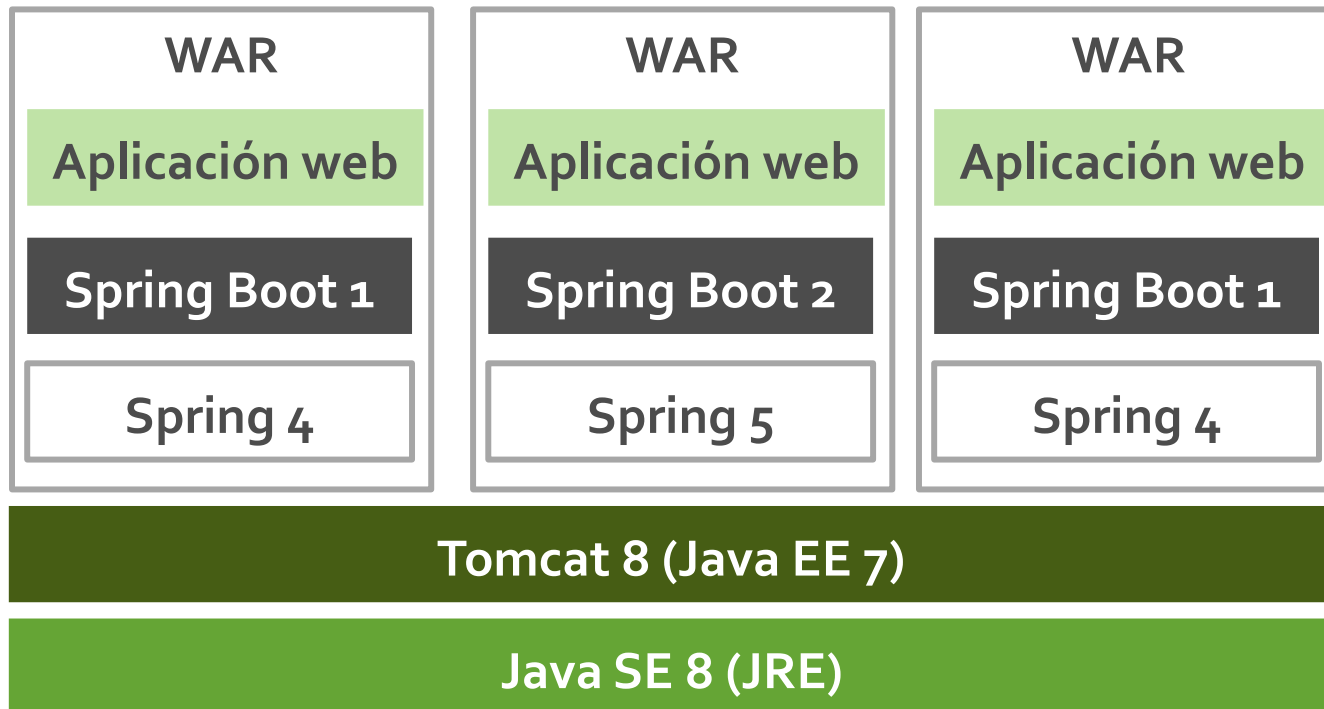 WAR
Aplicación web
Spring Boot 1
Spring 4
WAR
Aplicación web
Spring Boot 2
Spring 5
WAR
Aplicación web
Spring Boot 1
Spring 4
Tomcat 8 (Java EE 7)
Java SE 8 (JRE)